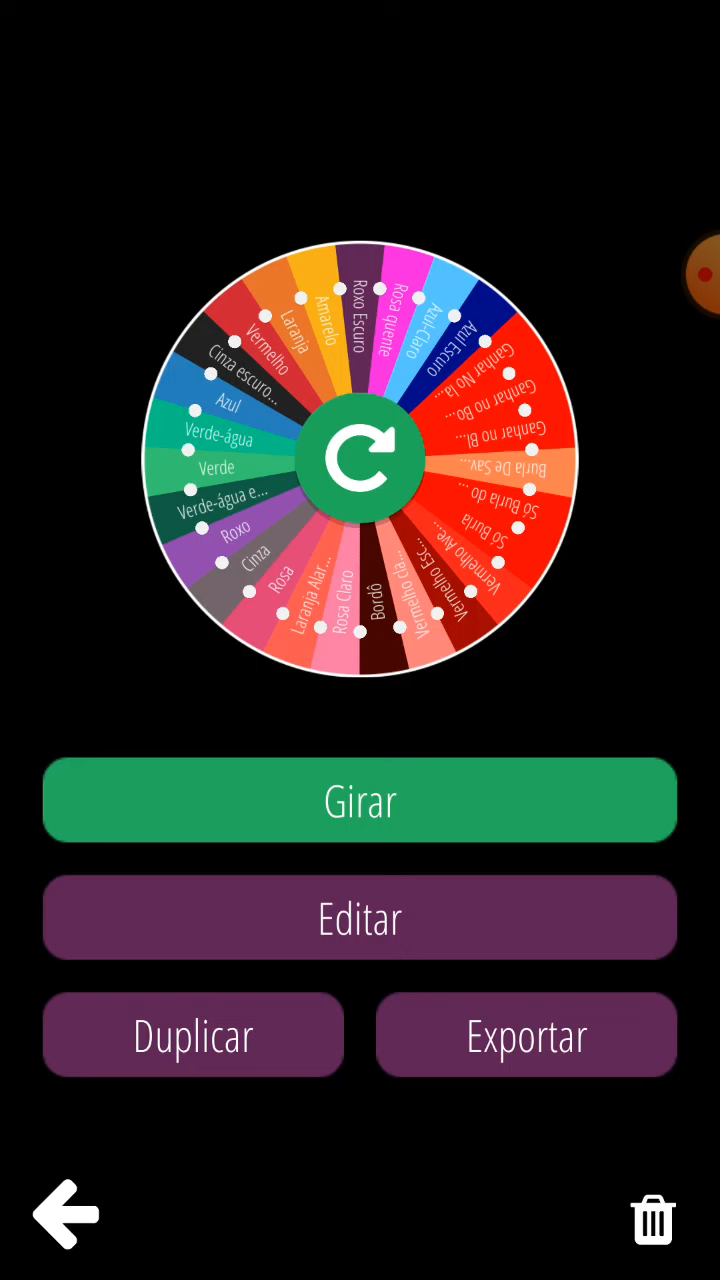 Roxo Escuro
Rosa quente
Azul-Claro
Azul Escuro
Ganhar No la...
Ganhar no Bo...
Ganhar no Bl...
Burla De Sav...
Só Burla do ...
Só Burla
Vermelho Ave...
Vermelho Esc...
Vermelho cla...
Bordô
Rosa Claro
Laranja Alar...
Rosa
Cinza
Roxo
Verde-água e...
Verde
Verde-água
Azul
Cinza escuro...
Vermelho
Laranja
Amarelo
Girar
Editar
Duplicar
Exportar